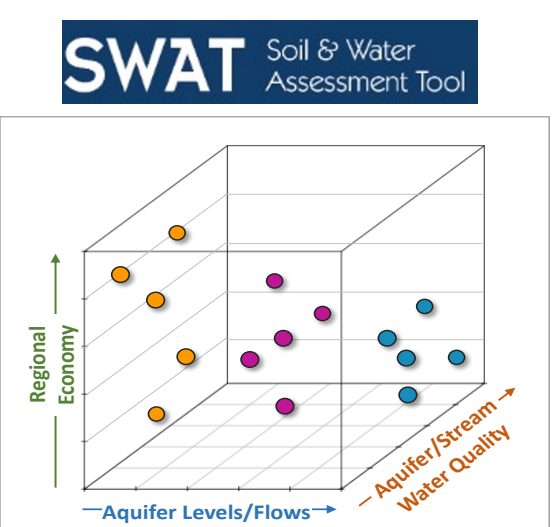 SWAT Soil & Water
Assessment Tool
Regional
Economy
Aquifer/Stream
Water Quality
Aquifer Levels/Flows